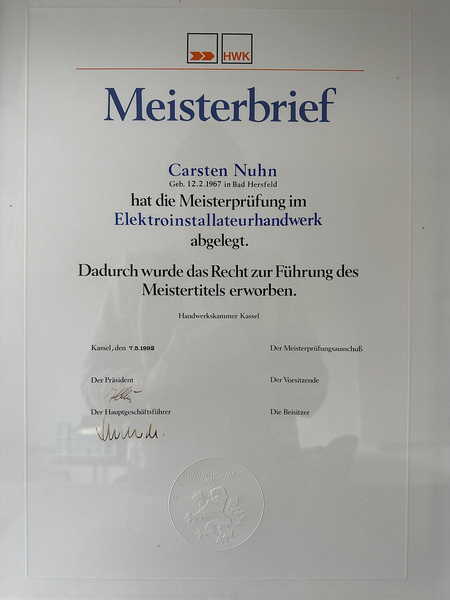 HWK
Meisterbrief
Carsten Nuhn
Geb. 12.2.1967 in Bad Hersfeld
hat die Meisterprüfung im
Elektroinstallateurhandwerk
abgelegt.
Dadurch wurde das Recht zur Führung des
Meistertitels erworben.
Handwerkskammer Kassel
Kassel, den 7.5.1992
Der Meisterprüfungsausschuß
Der Präsident
Der Vorsitzende
Der Hauptgeschäftsführer
Die Beisitzer